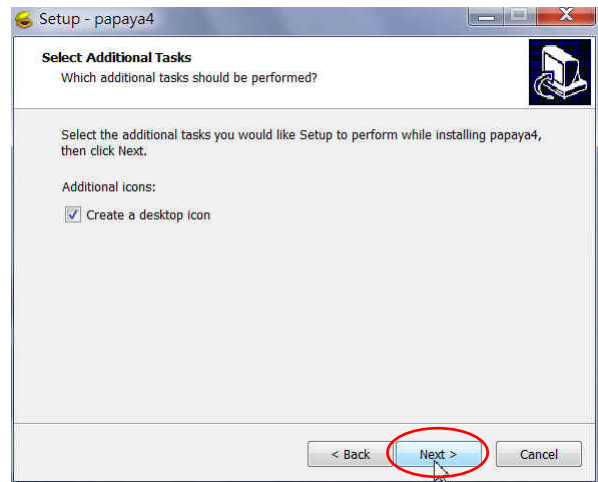 Setup - papaya4
Select Additional Tasks
Which additional tasks should be performed?
Select the additional tasks you would like Setup to perform while installing papaya4,
then click Next.
Additional icons:
Create a desktop icon
< Back Next > Cancel